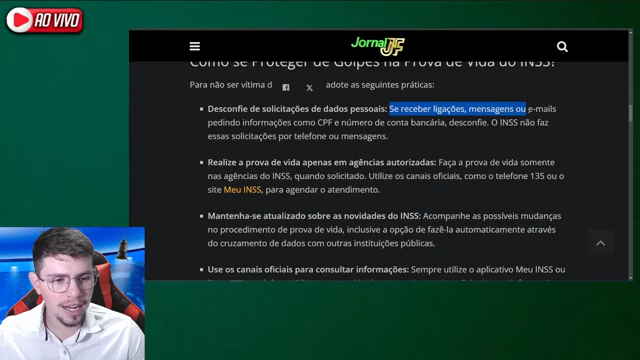 AO VIVO
Jornal JF
Como se Proteger de Golpes na Prova de Vida do INSS?
Para não ser vítima d adote as seguintes práticas:
Desconfie de solicitações de dados pessoais: Se receber ligações, mensagens ou e-mails
pedindo informações como CPF e número de conta bancária, desconfie. O INSS não faz
essas solicitações por telefone ou mensagens.
Realize a prova de vida apenas em agências autorizadas: Faça a prova de vida somente
nas agências do INSS, quando solicitado. Utilize os canais oficiais, como o telefone 135 ou o
site Meu INSS, para agendar o atendimento.
Mantenha-se atualizado sobre as novidades do INSS: Acompanhe as possíveis mudanças
no procedimento de prova de vida, inclusive a opção de fazê-la automaticamente através
do cruzamento de dados com outras instituições públicas.
Use os canais oficiais para consultar informações: Sempre utilize o aplicativo Meu INSS ou